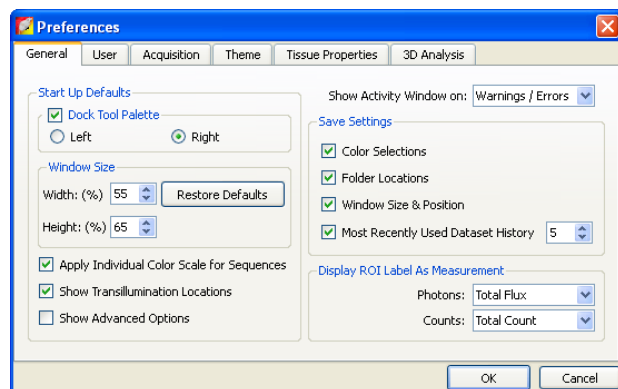 Preferences
General User Acquisition Theme Tissue Properties 3D Analysis
Start Up Defaults
Dock Tool Palette
Left Right
Window Size
Width: (%) 55 Restore Defaults
Height: (%) 65
Apply Individual Color Scale for Sequences
Show Transillumination Locations
Show Advanced Options
Show Activity Window on: Warnings / Errors
Save Settings
Color Selections
Folder Locations
Window Size & Position
Most Recently Used Dataset History 5
Display ROI Label As Measurement
Photons: Total Flux
Counts: Total Count
OK Cancel